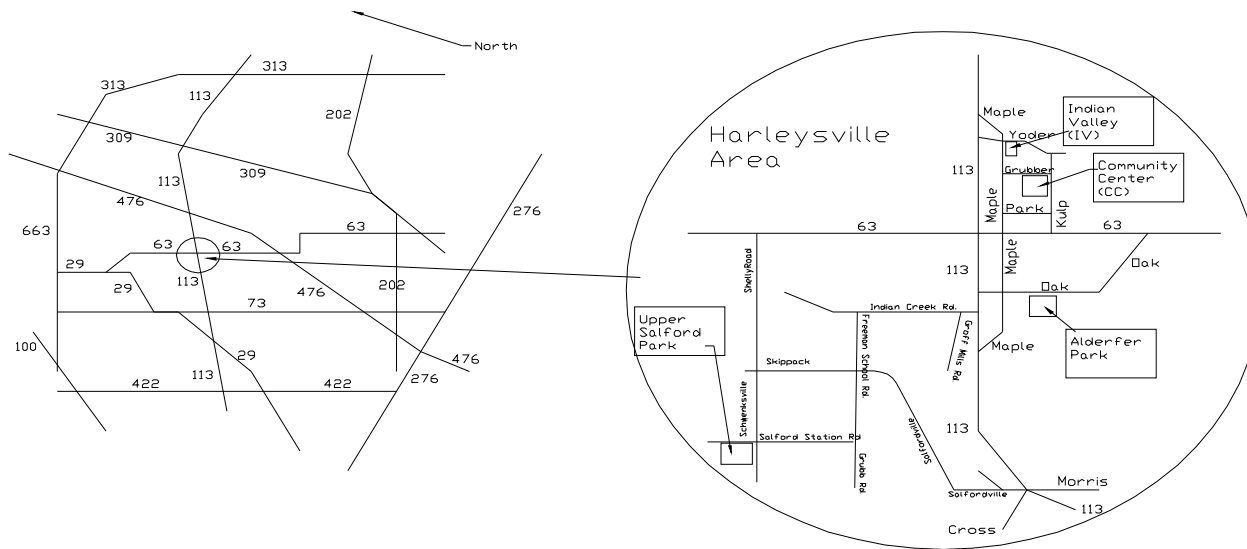 North
313
313
113
202
309
113
309
476
276
663
63
63
63
29
113
29
476
202
73
100
29
476
113
276
422
422
Harleysville
Area
Maple
Indian
Valley
(IV)
Yoder
113
Grubber
Community
Center
(CC)
Maple
Park
Kulp
63
63
113
Maple
Oak
Oak
ShellyRoad
Indian Creek Rd.
Upper
Salford
Park
Freeman School Rd.
Groff Mills Rd.
Maple
Alderfer
Park
Skippack
Schwenksville
Salford Station Rd
Salfordville
113
Grubb Rd.
Salfordville
Morris
113
Cross